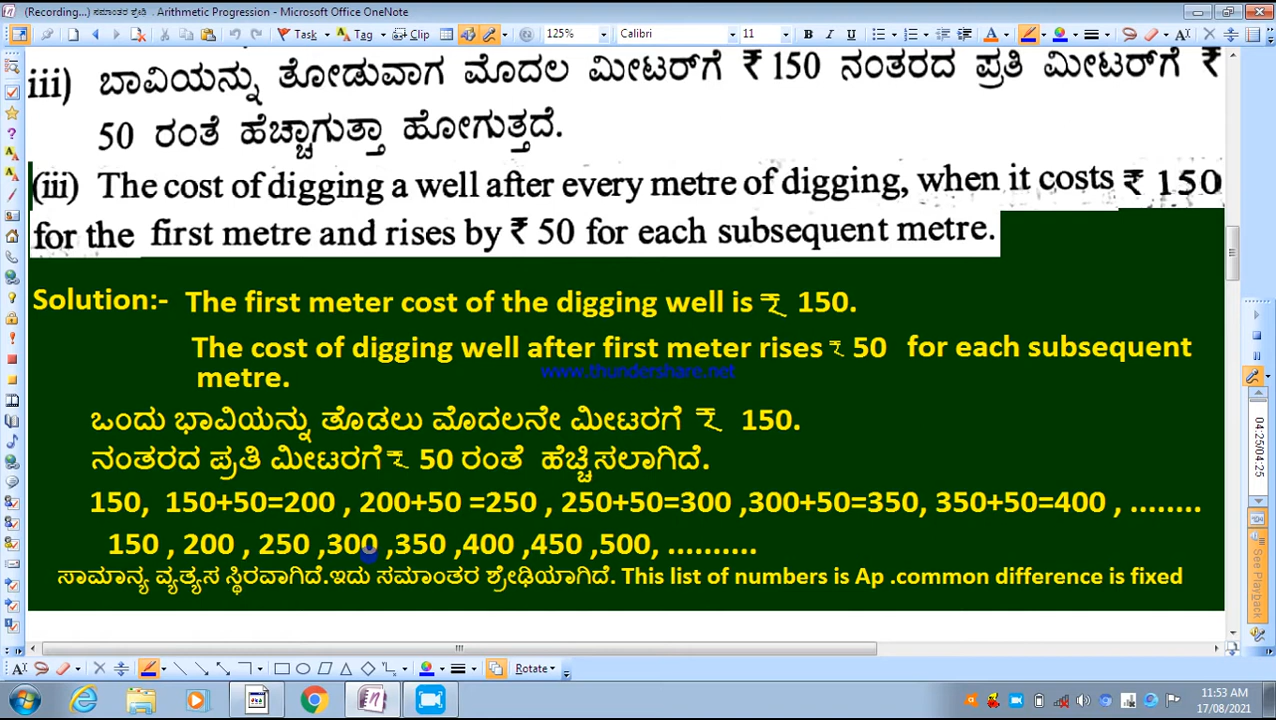 (Recording...) ಸಮಾಂತರ ಶ್ರೇಢಿ . Arithmetic Progression - Microsoft Office OneNote
Task Tag Clip 125% Calibri 11
iii) ಬಾವಿಯನ್ನು ತೋಡುವಾಗ ಮೊದಲ ಮೀಟರ್‌ಗೆ ₹ 150 ನಂತರದ ಪ್ರತಿ ಮೀಟರ್‌ಗೆ ₹
50 ರಂತೆ ಹೆಚ್ಚಾಗುತ್ತಾ ಹೋಗುತ್ತದೆ.
(iii) The cost of digging a well after every metre of digging, when it costs ₹ 150
for the first metre and rises by ₹ 50 for each subsequent metre.
Solution:- The first meter cost of the digging well is ₹ 150.
The cost of digging well after first meter rises ₹ 50 for each subsequent
www.thundershare.net
metre.
ಒಂದು ಭಾವಿಯನ್ನು ತೊಡಲು ಮೊದಲನೇ ಮೀಟರಗೆ ₹ 150.
ನಂತರದ ಪ್ರತಿ ಮೀಟರಗೆ ₹ 50 ರಂತೆ ಹೆಚ್ಚಿಸಲಾಗಿದೆ.
150, 150+50=200 , 200+50 =250 , 250+50=300 ,300+50=350, 350+50=400 , ........
150 , 200 , 250 ,300 ,350 ,400 ,450 ,500, ..........
ಸಾಮಾನ್ಯ ವ್ಯತ್ಯಸ ಸ್ಥಿರವಾಗಿದೆ.ಇದು ಸಮಾಂತರ ಶ್ರೇಢಿಯಾಗಿದೆ. This list of numbers is Ap .common difference is fixed
04:25/04:25
See Playback
Rotate
11:53 AM
17/08/2021